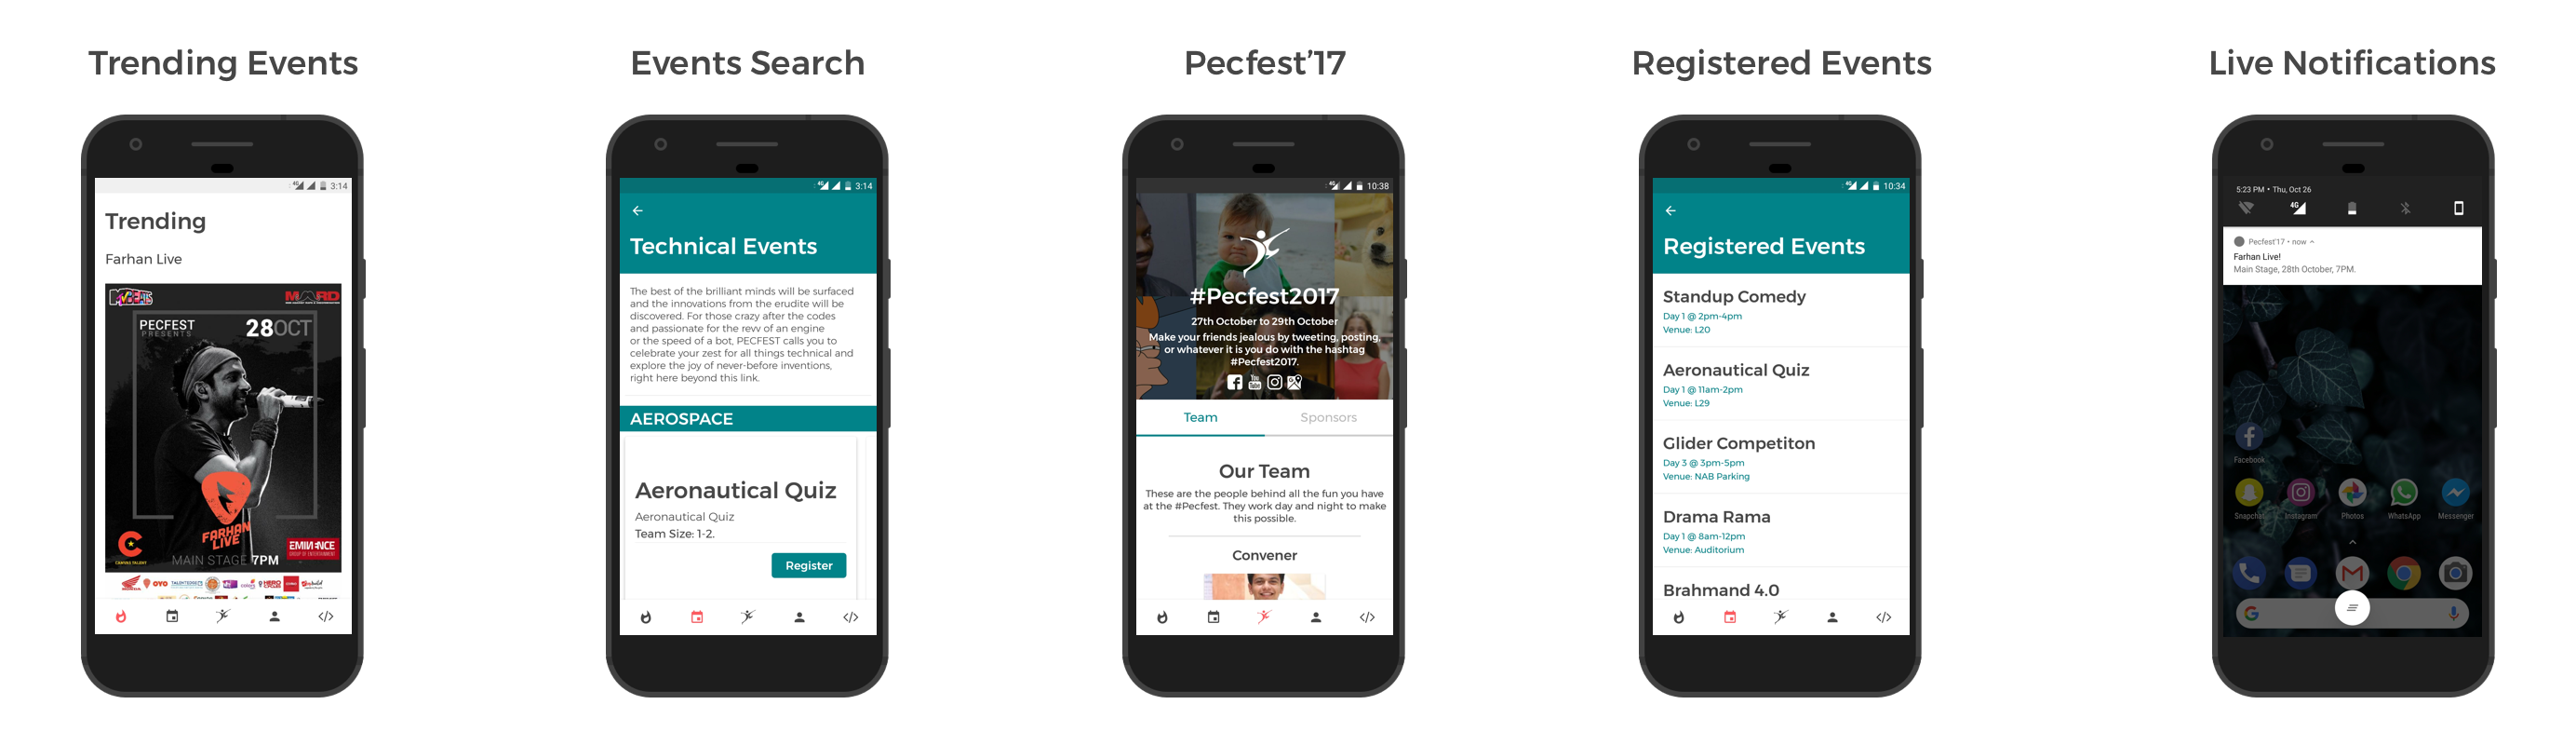 Trending Events
3:14
Trending
Farhan Live
MARD
PECFEST
PRESENTS
28OCT
FARHAN
LIVE
CANVAS TALENT
EMINENCE
MAIN STAGE 7PM
OYO
Events Search
4G 3:14
Technical Events
The best of the brilliant minds will be surfaced
and the innovations from the erudite will be
discovered. For those crazy after the codes
and passionate for the revv of an engine
or the speed of a bot, PECFEST calls you to
celebrate your zest for all things technical and
explore the joy of never-before inventions,
right here beyond this link.
AEROSPACE
Aeronautical Quiz
Aeronautical Quiz
Team Size: 1-2.
Register
Pecfest’17
4G 10:38
#Pecfest2017
27th October to 29th October
Make your friends jealous by tweeting, posting,
or whatever it is you do with the hashtag
#Pecfest2017.
You
Tube
Team Sponsors
Our Team
These are the people behind all the fun you have
at the #Pecfest. They work day and night to make
this possible.
Convener
Registered Events
4G 10:34
Registered Events
Standup Comedy
Day 1 @ 2pm-4pm
Venue: L20
Aeronautical Quiz
Day 1 @ 11am-2pm
Venue: L29
Glider Competiton
Day 3 @ 3pm-5pm
Venue: NAB Parking
Drama Rama
Day 1 @ 8am-12pm
Venue: Auditorium
Brahmand 4.0
Live Notifications
5:23 PM • Thu, Oct 26
4G
Pecfest'17 • now
Farhan Live!
Main Stage, 28th October, 7PM.
Facebook
Snapchat Instagram Photos WhatsApp Messenger